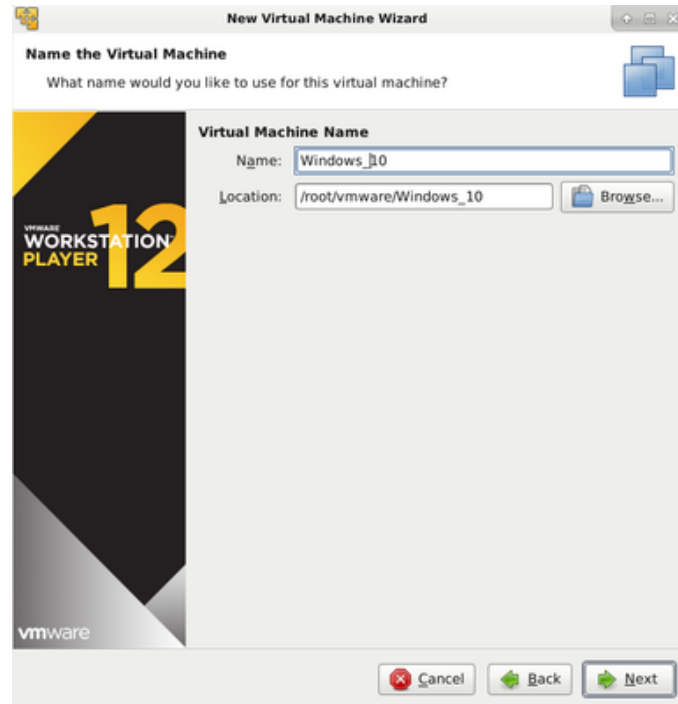 New Virtual Machine Wizard
Name the Virtual Machine
What name would you like to use for this virtual machine?
Virtual Machine Name
Name: Windows_10
Location: /root/vmware/Windows_10 Browse...
VMWARE
WORKSTATION
PLAYER 12
vmware
Cancel Back Next